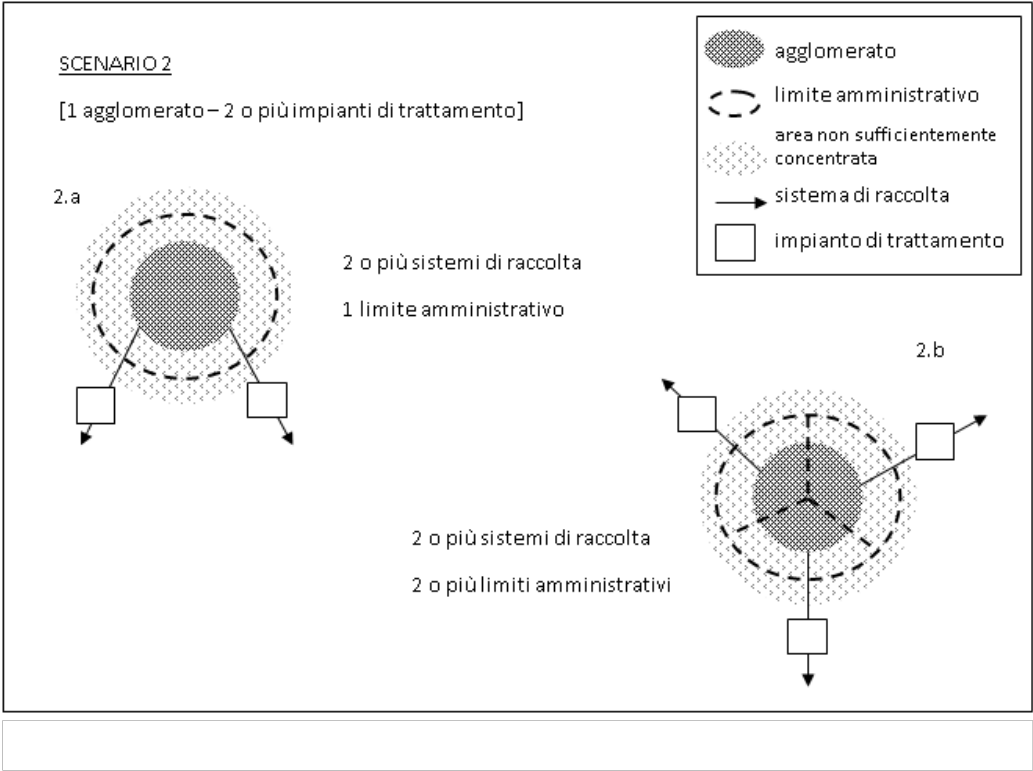 SCENARIO 2
[1 agglomerato – 2 o più impianti di trattamento]
agglomerato
limite amministrativo
area non sufficientemente
concentrata
sistema di raccolta
impianto di trattamento
2.a
2 o più sistemi di raccolta
1 limite amministrativo
2.b
2 o più sistemi di raccolta
2 o più limiti amministrativi